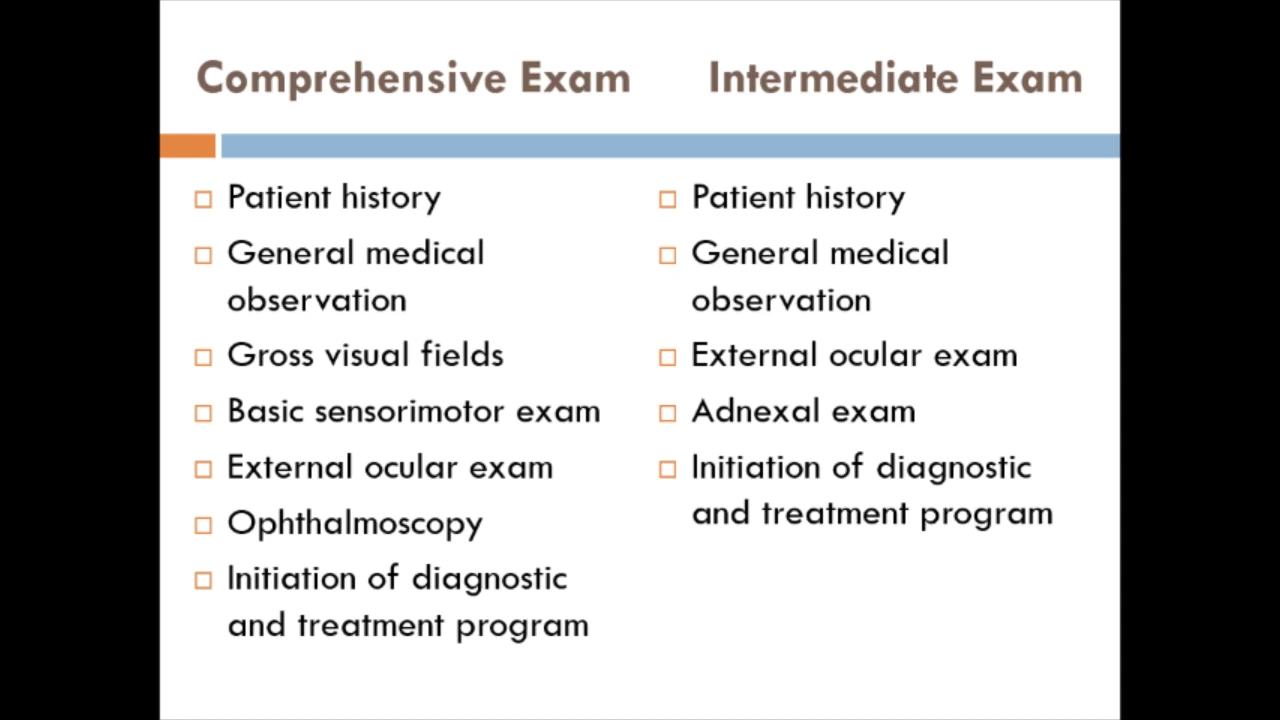 Comprehensive Exam
Patient history
General medical
observation
Gross visual fields
Basic sensorimotor exam
External ocular exam
Ophthalmoscopy
Initiation of diagnostic
and treatment program
Intermediate Exam
Patient history
General medical
observation
External ocular exam
Adnexal exam
Initiation of diagnostic
and treatment program